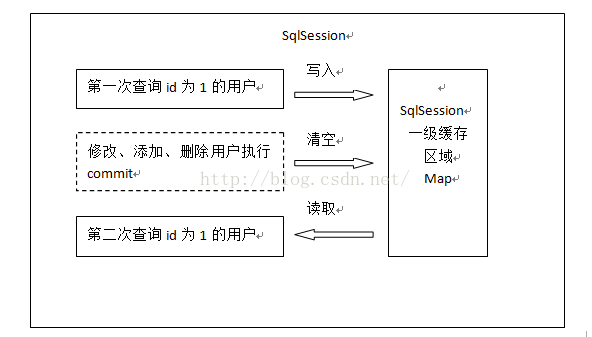 SqlSession
第一次查询 id 为 1 的用户
写入
修改、添加、删除用户执行
commit
清空
第二次查询 id 为 1 的用户
读取
SqlSession
一级缓存
区域
Map
http://blog.csdn.net/